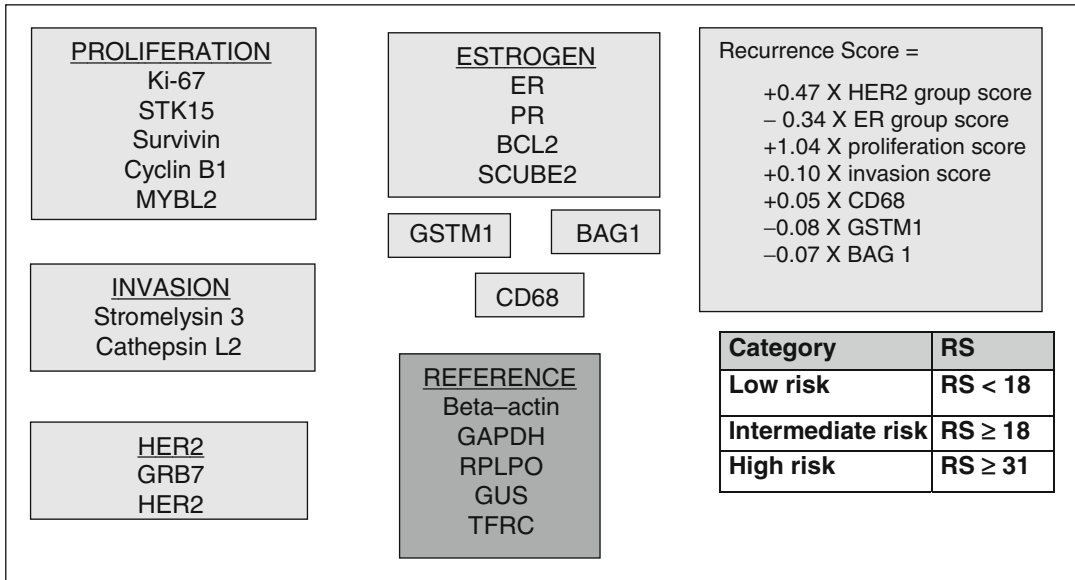 PROLIFERATION
Ki-67
STK15
Survivin
Cyclin B1
MYBL2
INVASION
Stromelysin 3
Cathepsin L2
HER2
GRB7
HER2
ESTROGEN
ER
PR
BCL2
SCUBE2
GSTM1
BAG1
CD68
REFERENCE
Beta–actin
GAPDH
RPLPO
GUS
TFRC
Recurrence Score =
+0.47 X HER2 group score
− 0.34 X ER group score
+1.04 X proliferation score
+0.10 X invasion score
+0.05 X CD68
−0.08 X GSTM1
−0.07 X BAG 1
Category RS
Low risk RS < 18
Intermediate risk RS ≥ 18
High risk RS ≥ 31